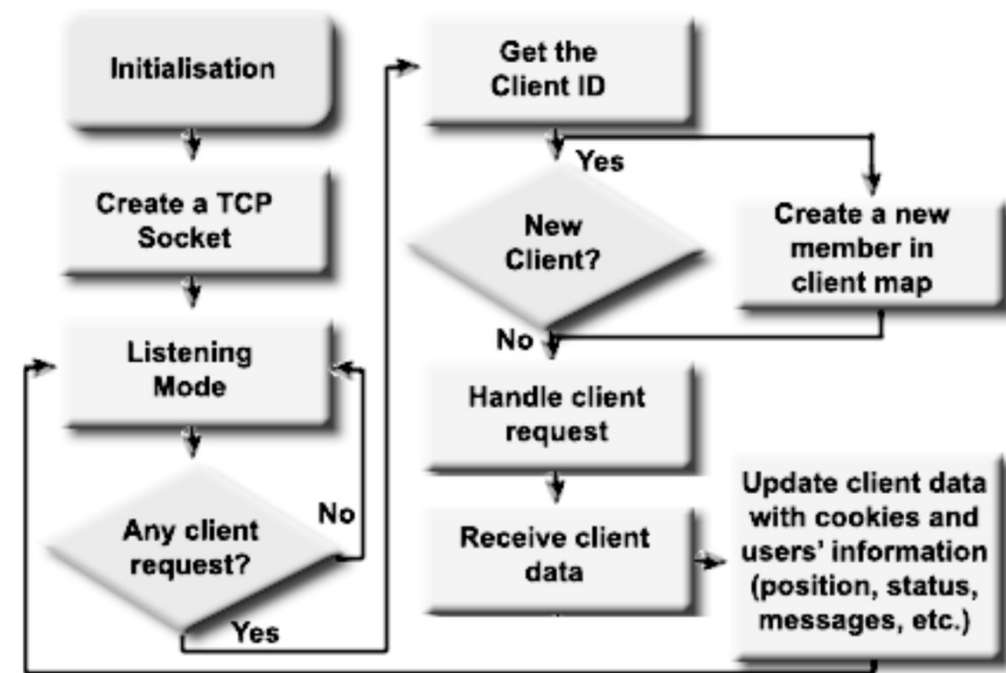 Initialisation
Create a TCP
Socket
Listening
Mode
Any client
request?
No
Yes
Get the
Client ID
Yes
New
Client?
No
Create a new
member in
client map
Handle client
request
Receive client
data
Update client data
with cookies and
users' information
(position, status,
messages, etc.)